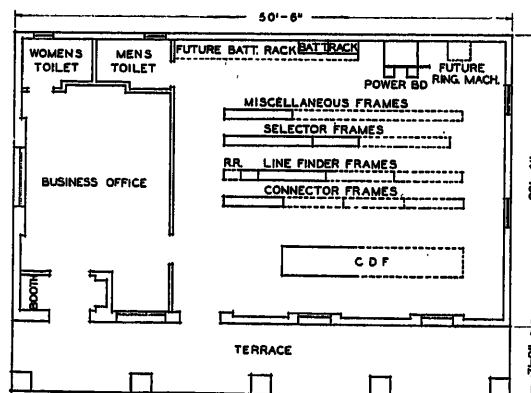 50'-6"
WOMENS TOILET
MENS TOILET
FUTURE BATT. RACK
BATT.RACK
POWER BD
FUTURE RING. MACH.
MISCELLANEOUS FRAMES
SELECTOR FRAMES
R.R. LINE FINDER FRAMES
CONNECTOR FRAMES
BUSINESS OFFICE
C D F
BOOTH
TERRACE